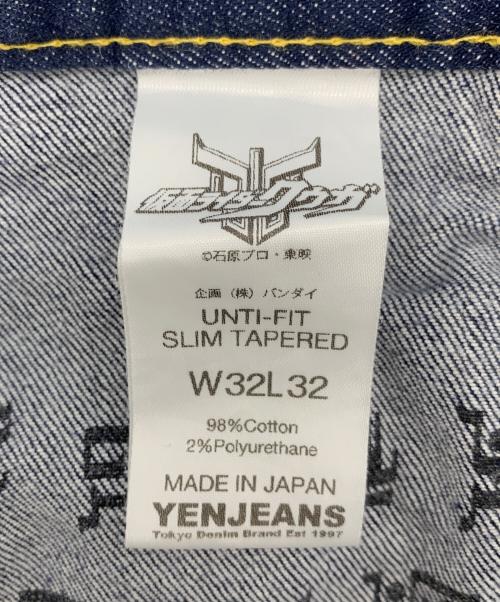 仮面ライダークウガ
©石原プロ・東映
企画 (株) バンダイ
UNTI-FIT
SLIM TAPERED
W32L32
98%Cotton
2%Polyurethane
MADE IN JAPAN
YENJEANS
Tokyo Denim Brand Est 1997